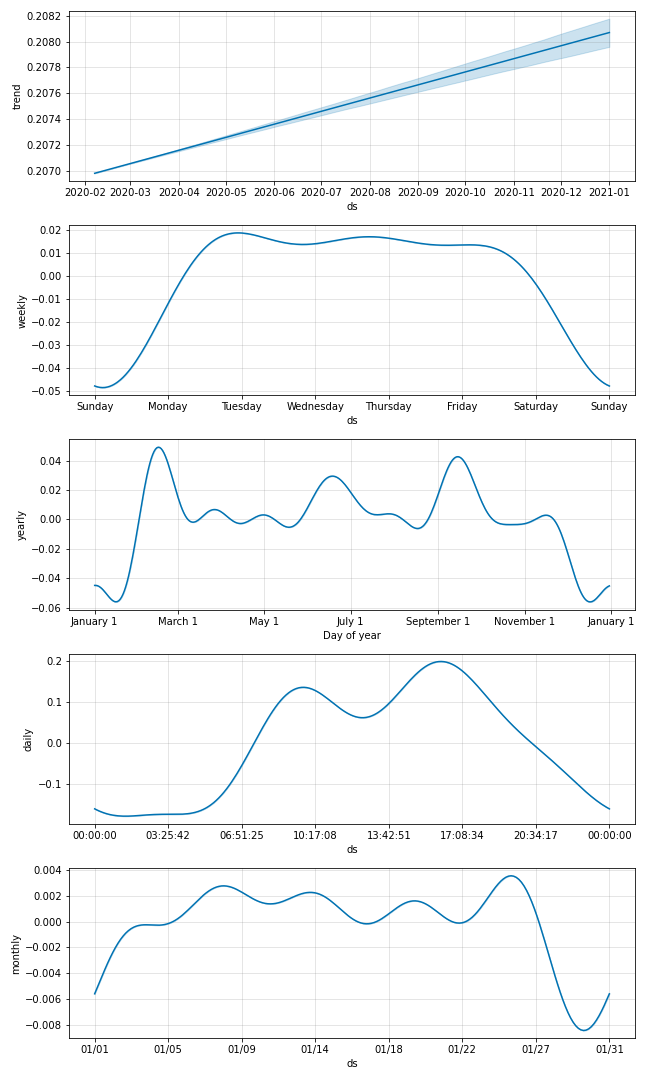 0.2082
0.2080
0.2078
0.2076
0.2074
0.2072
0.2070
trend
2020-02 2020-03 2020-04 2020-05 2020-06 2020-07 2020-08 2020-09 2020-10 2020-11 2020-12 2021-01
ds
0.02
0.01
0.00
−0.01
−0.02
−0.03
−0.04
−0.05
weekly
Sunday Monday Tuesday Wednesday Thursday Friday Saturday Sunday
ds
0.04
0.02
0.00
−0.02
−0.04
−0.06
yearly
January 1 March 1 May 1 July 1 September 1 November 1 January 1
Day of year
0.2
0.1
0.0
−0.1
daily
00:00:00 03:25:42 06:51:25 10:17:08 13:42:51 17:08:34 20:34:17 00:00:00
ds
0.004
0.002
0.000
−0.002
−0.004
−0.006
−0.008
monthly
01/01 01/05 01/09 01/14 01/18 01/22 01/27 01/31
ds